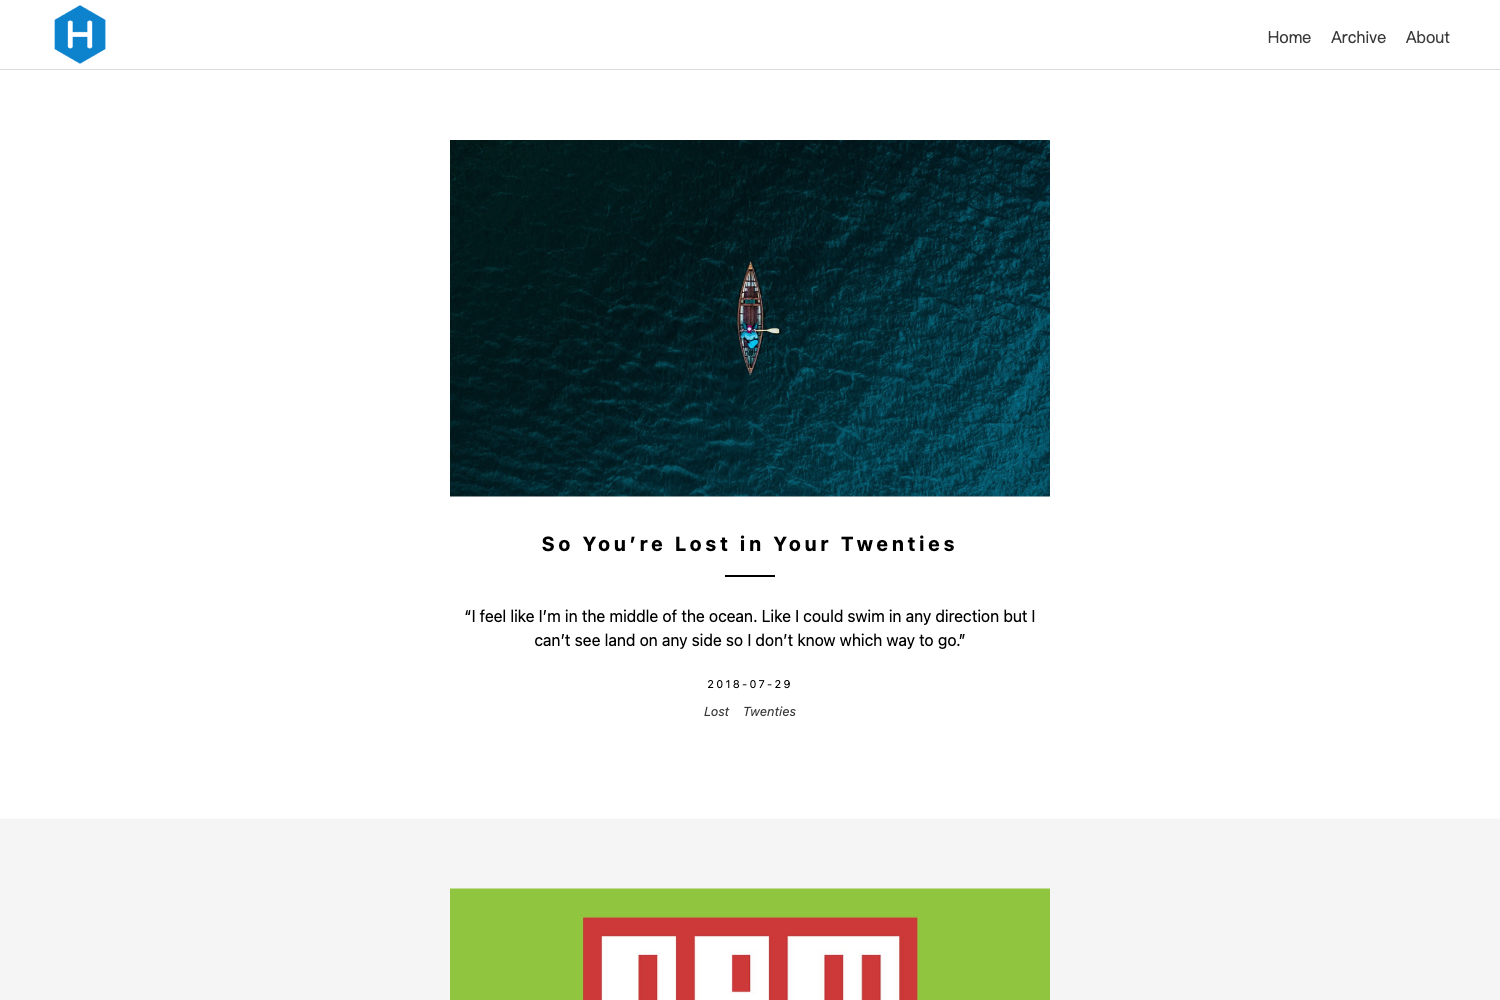 H
Home Archive About
So You’re Lost in Your Twenties
“I feel like I’m in the middle of the ocean. Like I could swim in any direction but I
can’t see land on any side so I don’t know which way to go.”
2018-07-29
Lost Twenties
npm